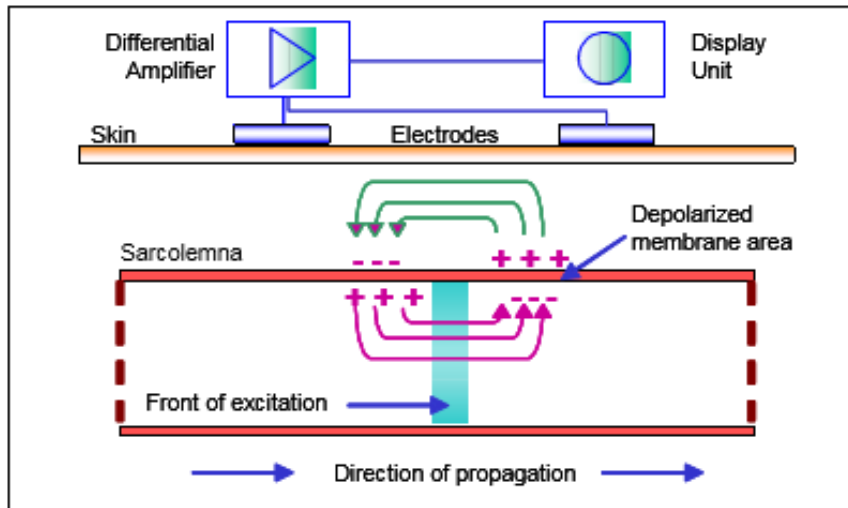 Differential
Amplifier
Display
Unit
Skin
Electrodes
Depolarized
membrane area
Sarcolemna
- - -
+ + +
+ + +
- - -
Front of excitation
Direction of propagation